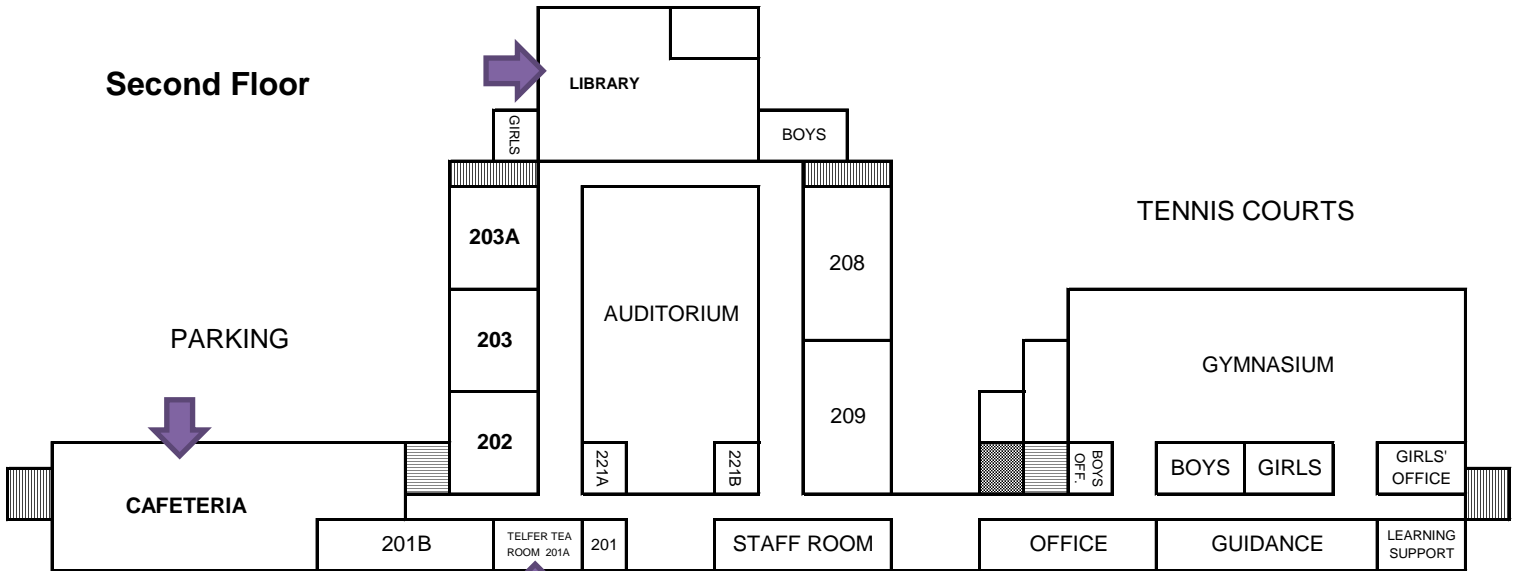 Second Floor
LIBRARY
GIRLS
BOYS
TENNIS COURTS
203A
208
AUDITORIUM
PARKING
203
GYMNASIUM
209
202
221A
221B
BOYS
OFF.
BOYS
GIRLS
GIRLS'
OFFICE
CAFETERIA
201B
TELFER TEA
ROOM 201A
201
STAFF ROOM
OFFICE
GUIDANCE
LEARNING
SUPPORT